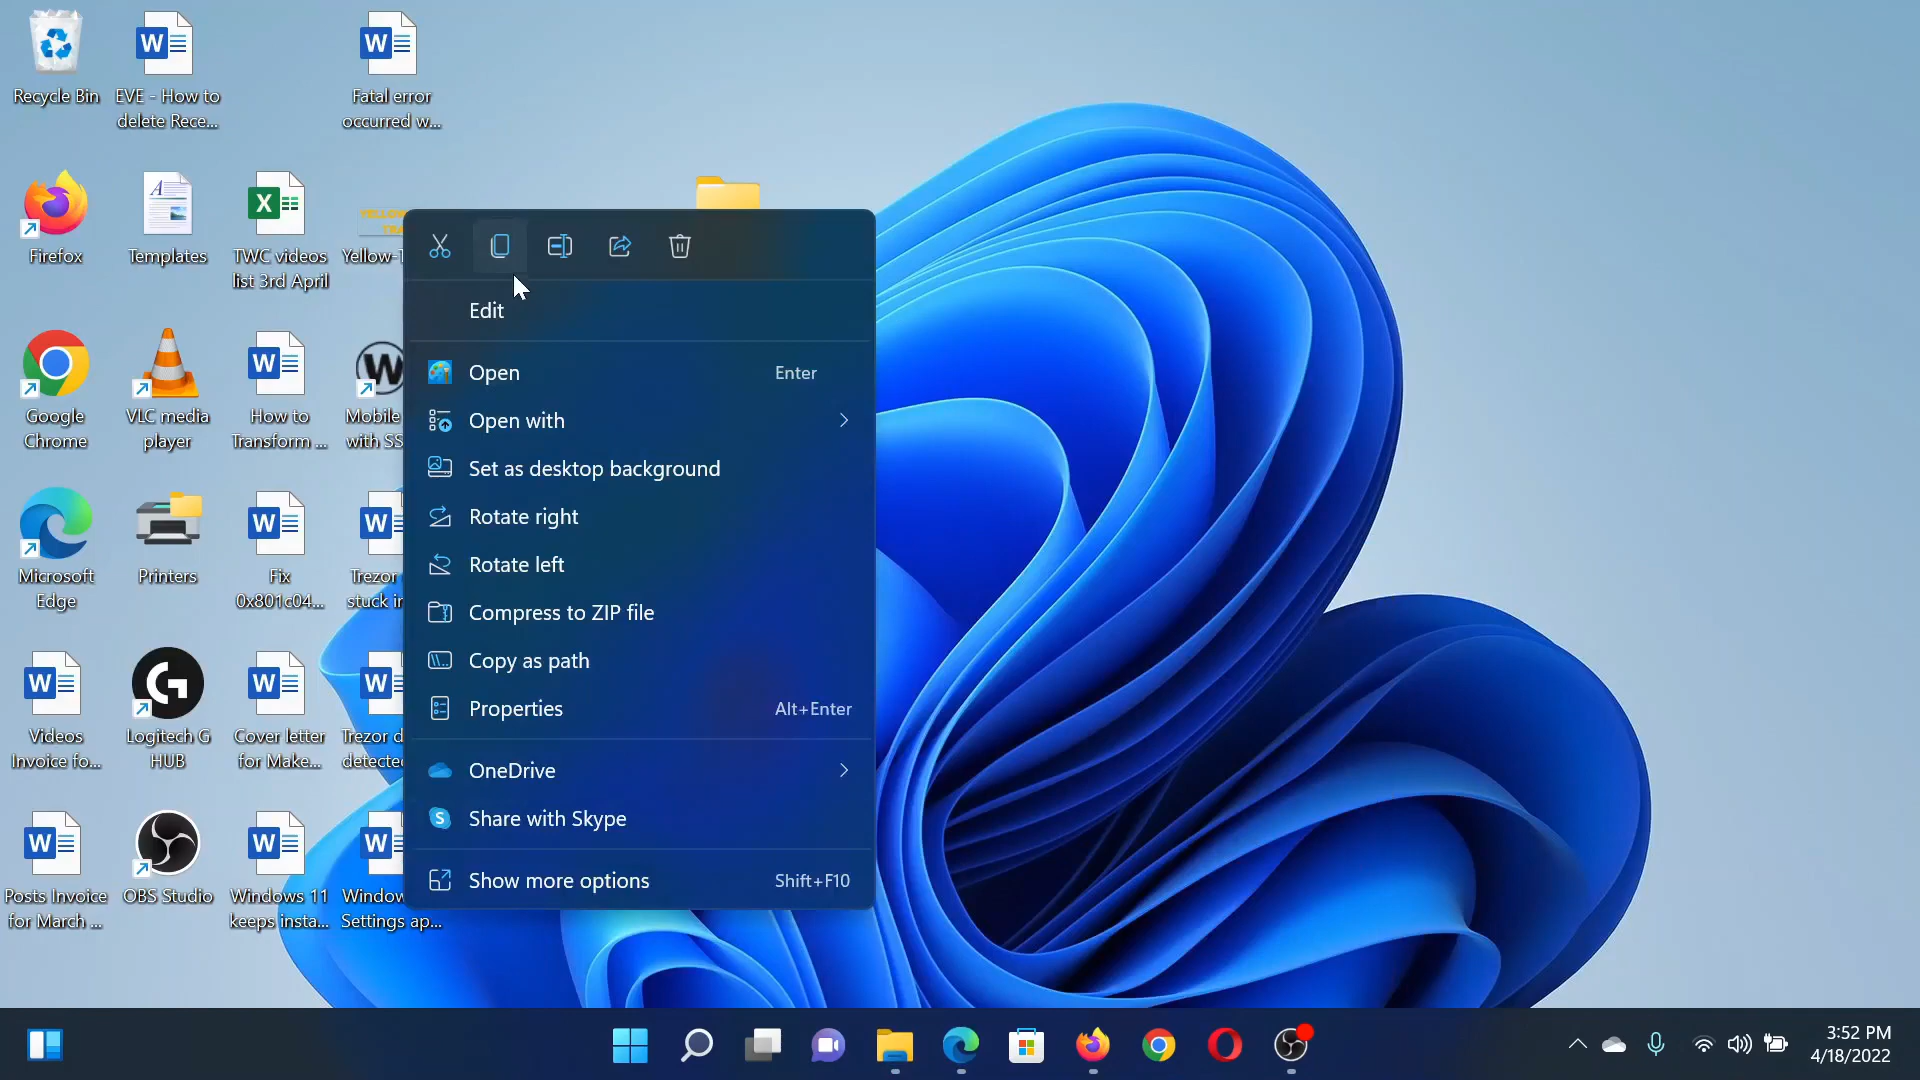 Recycle Bin
EVE - How to
delete Rece...
Fatal error
occurred w...
Firefox
Templates
TWC videos
list 3rd April
Yellow-T
YELLOW
TRA
Google
Chrome
VLC media
player
How to
Transform ...
Mobile
with SS
Microsoft
Edge
Printers
Fix
0x801c04...
Trezor
stuck in
Videos
Invoice fo...
Logitech G
HUB
Cover letter
for Make...
Trezor d
detected
Posts Invoice
for March ...
OBS Studio
Windows 11
keeps insta...
Window
Settings ap...
Edit
Open Enter
Open with
Set as desktop background
Rotate right
Rotate left
Compress to ZIP file
Copy as path
Properties Alt+Enter
OneDrive
Share with Skype
Show more options Shift+F10
3:52 PM
4/18/2022